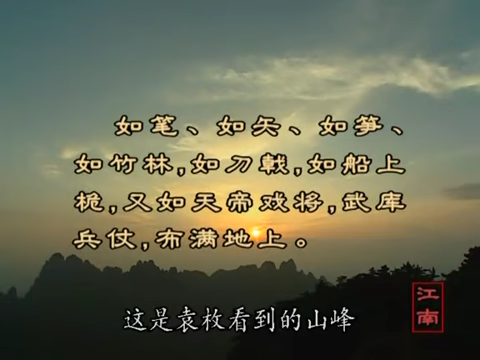 如笔、如矢、如笋、
如竹林,如刀戟,如船上
桅,又如天帝戏将,武库
兵仗,布满地上。
江南
这是袁枚看到的山峰